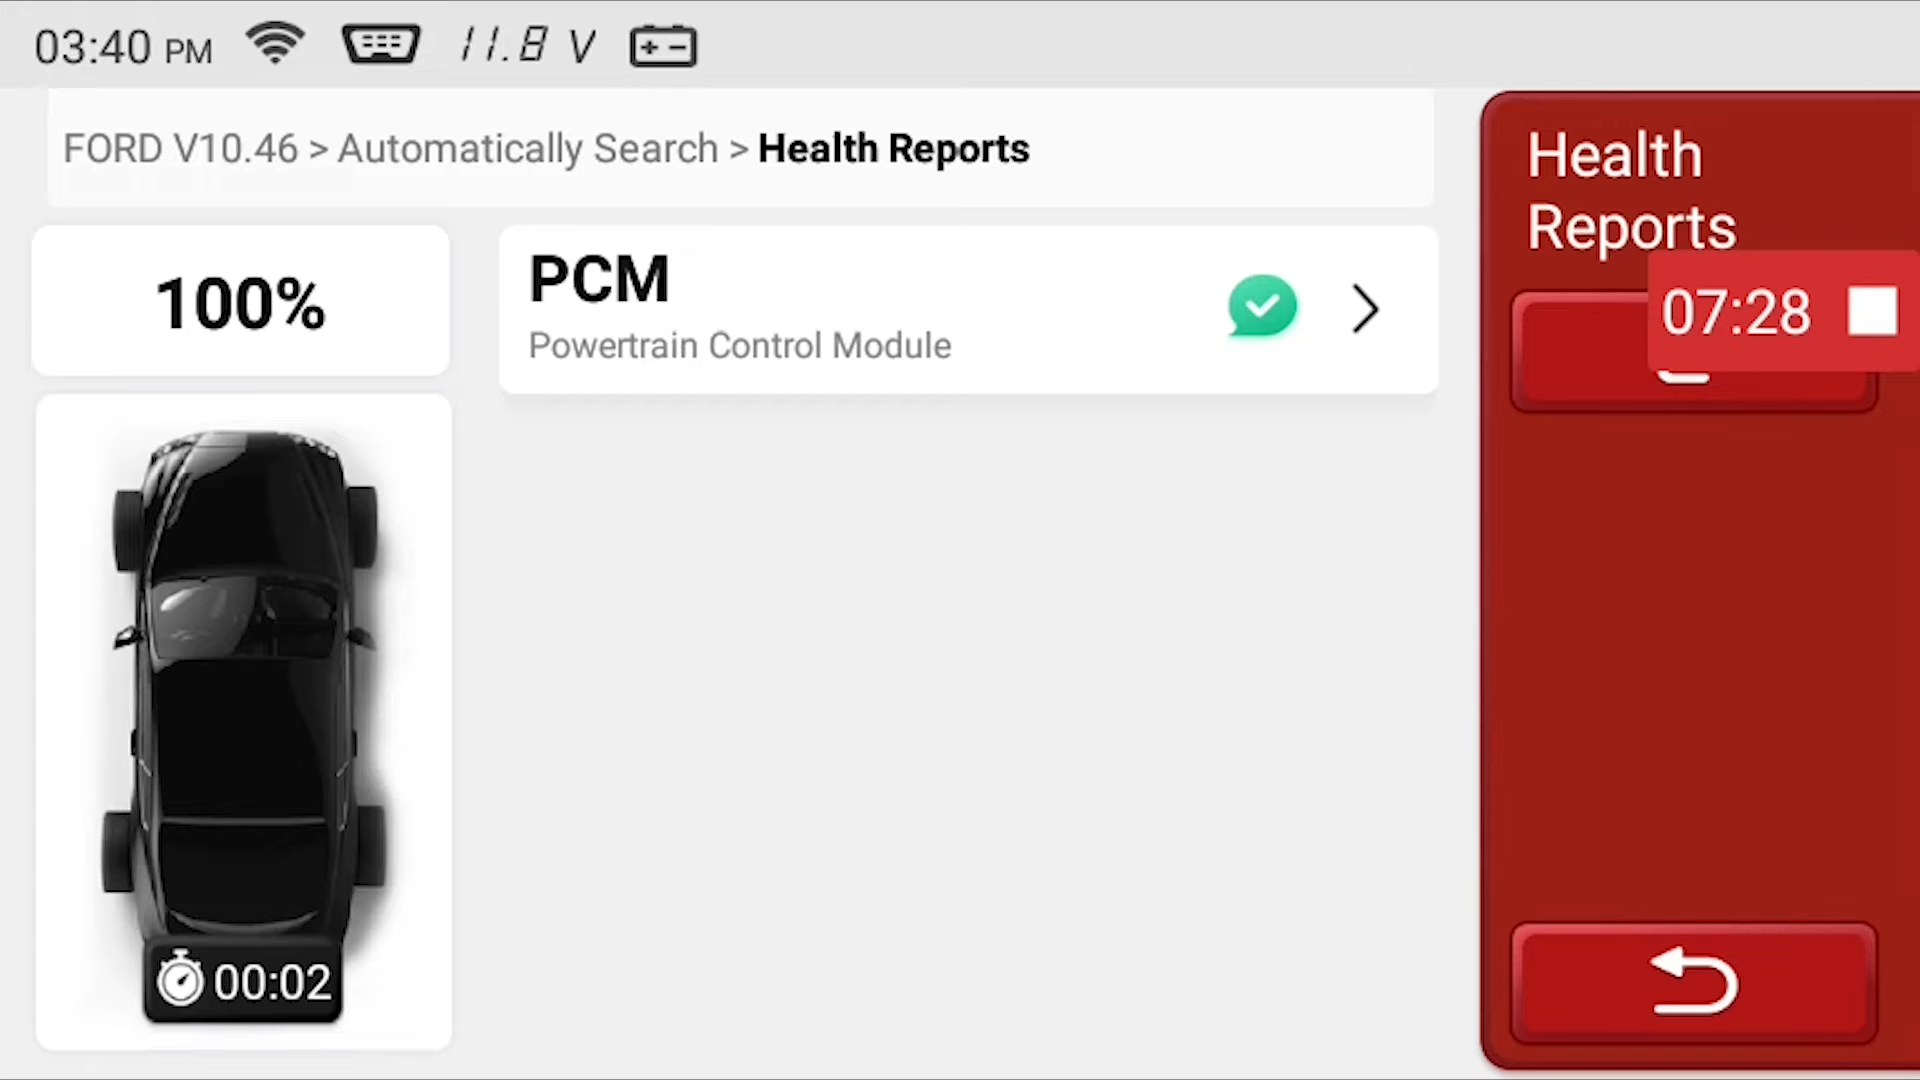 03:40 PM 11.8 V
FORD V10.46 > Automatically Search > Health Reports
100%
PCM
Powertrain Control Module
00:02
Health
Reports
07:28